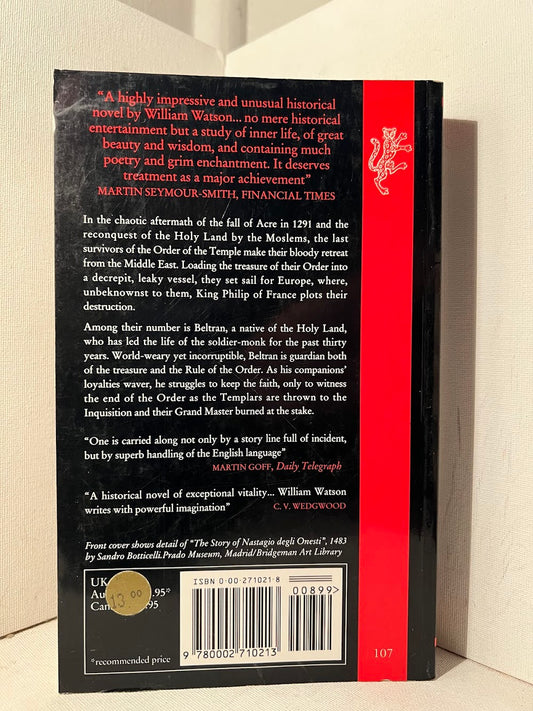 “A highly impressive and unusual historical
novel by William Watson... no mere historical
entertainment but a study of inner life, of great
beauty and wisdom, and containing much
poetry and grim enchantment. It deserves
treatment as a major achievement”
MARTIN SEYMOUR-SMITH, FINANCIAL TIMES
In the chaotic aftermath of the fall of Acre in 1291 and the
reconquest of the Holy Land by the Moslems, the last
survivors of the Order of the Temple make their bloody retreat
from the Middle East. Loading the treasure of their Order into
a decrepit, leaky vessel, they set sail for Europe, where,
unbeknownst to them, King Philip of France plots their
destruction.
Among their number is Beltran, a native of the Holy Land,
who has led the life of the soldier-monk for the past thirty
years. World-weary yet incorruptible, Beltran is guardian both
of the treasure and the Rule of the Order. As his companions’
loyalties waver, he struggles to keep the faith, only to witness
the end of the Order as the Templars are thrown to the
Inquisition and their Grand Master burned at the stake.
“One is carried along not only by a story line full of incident,
but by superb handling of the English language”
MARTIN GOFF, Daily Telegraph
“A historical novel of exceptional vitality... William Watson
writes with powerful imagination” C. V. WEDGWOOD
Front cover shows detail of “The Story of Nastagio degli Onesti”, 1483
by Sandro Botticelli.Prado Museum, Madrid/Bridgeman Art Library
UK
Au .95*
Can 95
13.00
*recommended price
ISBN 0-00-271021-8
00899>
9 780002 710213
107